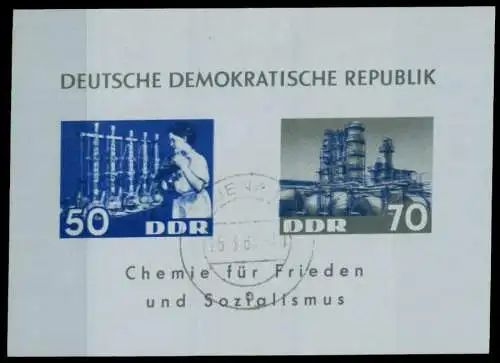 DEUTSCHE DEMOKRATISCHE REPUBLIK
50 DDR
DDR 70
Chemie für Frieden
und Sozialismus